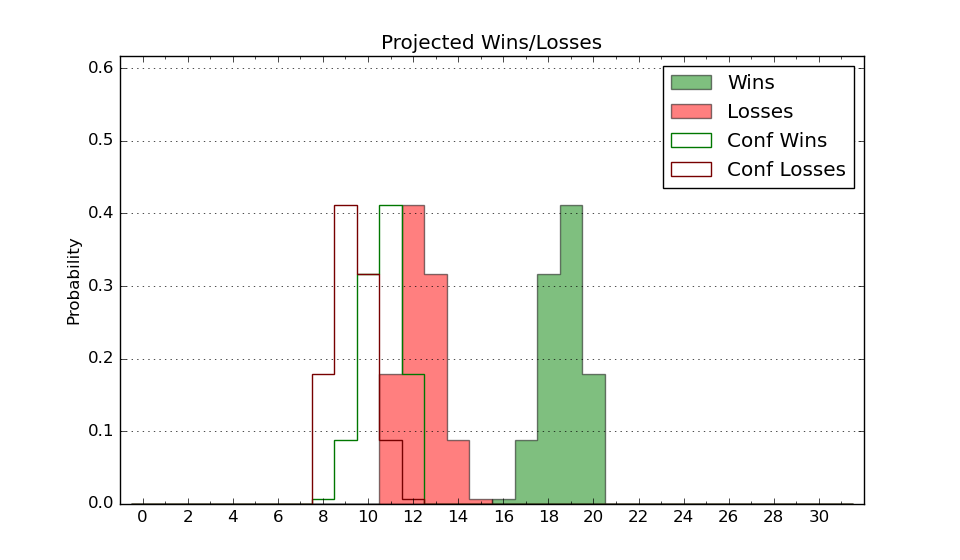 Projected Wins/Losses
Wins
Losses
Conf Wins
Conf Losses
Probability
0.6
0.5
0.4
0.3
0.2
0.1
0.0
0 2 4 6 8 10 12 14 16 18 20 22 24 26 28 30